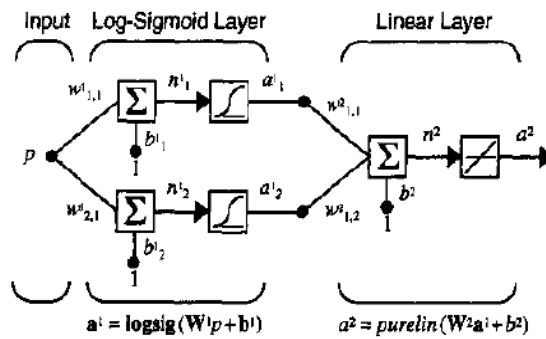 Input Log-Sigmoid Layer Linear Layer
w¹₁,₁ n¹₁ a¹₁
Σ w²₁,₁
b¹₁
p 1 n² a²
Σ
w¹₂,₁ n¹₂ a¹₂ b²
Σ w²₁,₂ 1
b¹₂
1
a¹ = logsig(W¹p+b¹) a² = purelin(W²a¹+b²)